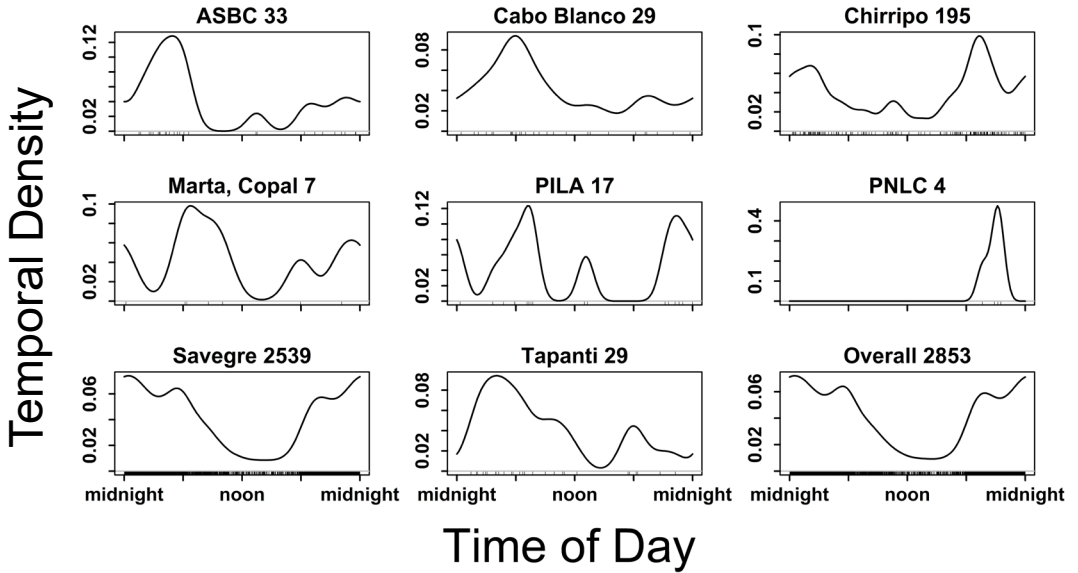 ASBC 33
Cabo Blanco 29
Chirripo 195
0.02 0.12
0.02 0.08
0.02 0.1
Marta, Copal 7
PILA 17
PNLC 4
0.02 0.1
0.02 0.12
0.1 0.4
Savegre 2539
Tapanti 29
Overall 2853
0.02 0.06
0.02 0.08
0.02 0.06
midnight noon midnight
midnight noon midnight
midnight noon midnight
Temporal Density
Time of Day